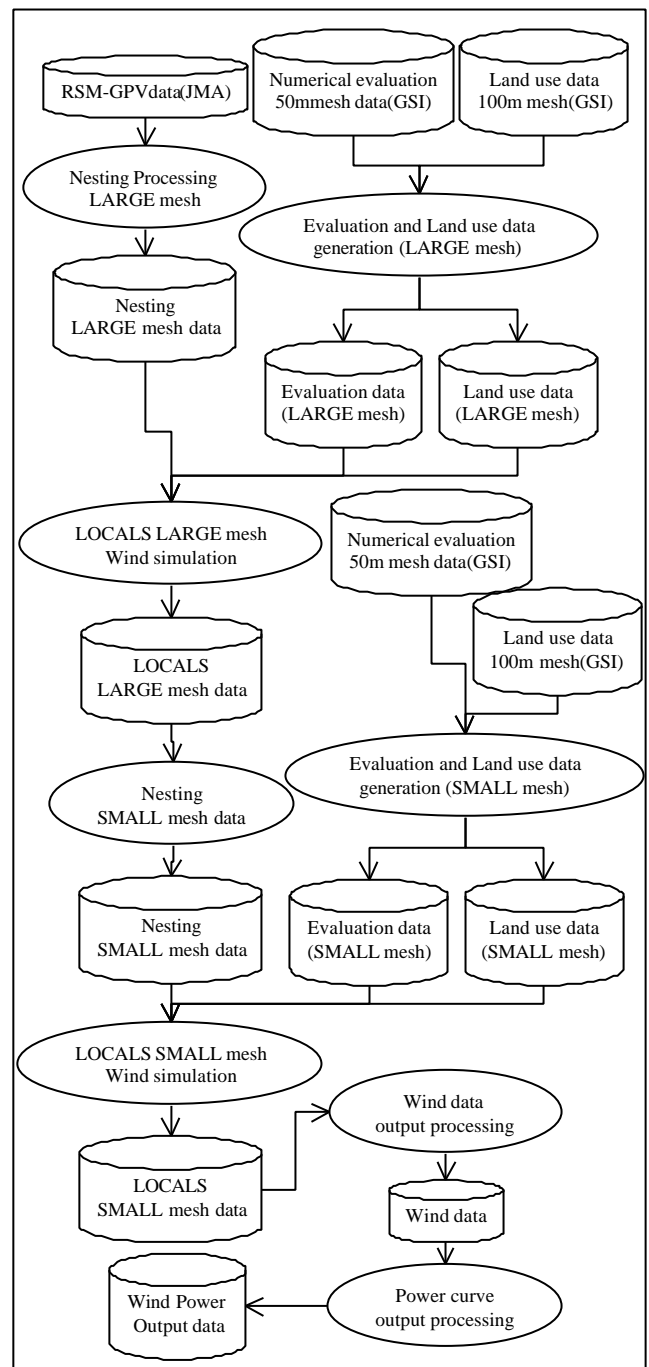 RSM-GPVdata(JMA)
Numerical evaluation
50mmesh data(GSI)
Land use data
100m mesh(GSI)
Nesting Processing
LARGE mesh
Evaluation and Land use data
generation (LARGE mesh)
Nesting
LARGE mesh data
Evaluation data
(LARGE mesh)
Land use data
(LARGE mesh)
LOCALS LARGE mesh
Wind simulation
Numerical evaluation
50m mesh data(GSI)
Land use data
100m mesh(GSI)
LOCALS
LARGE mesh data
Evaluation and Land use data
generation (SMALL mesh)
Nesting
SMALL mesh data
Nesting
SMALL mesh data
Evaluation data
(SMALL mesh)
Land use data
(SMALL mesh)
LOCALS SMALL mesh
Wind simulation
Wind data
output processing
LOCALS
SMALL mesh data
Wind data
Wind Power
Output data
Power curve
output processing